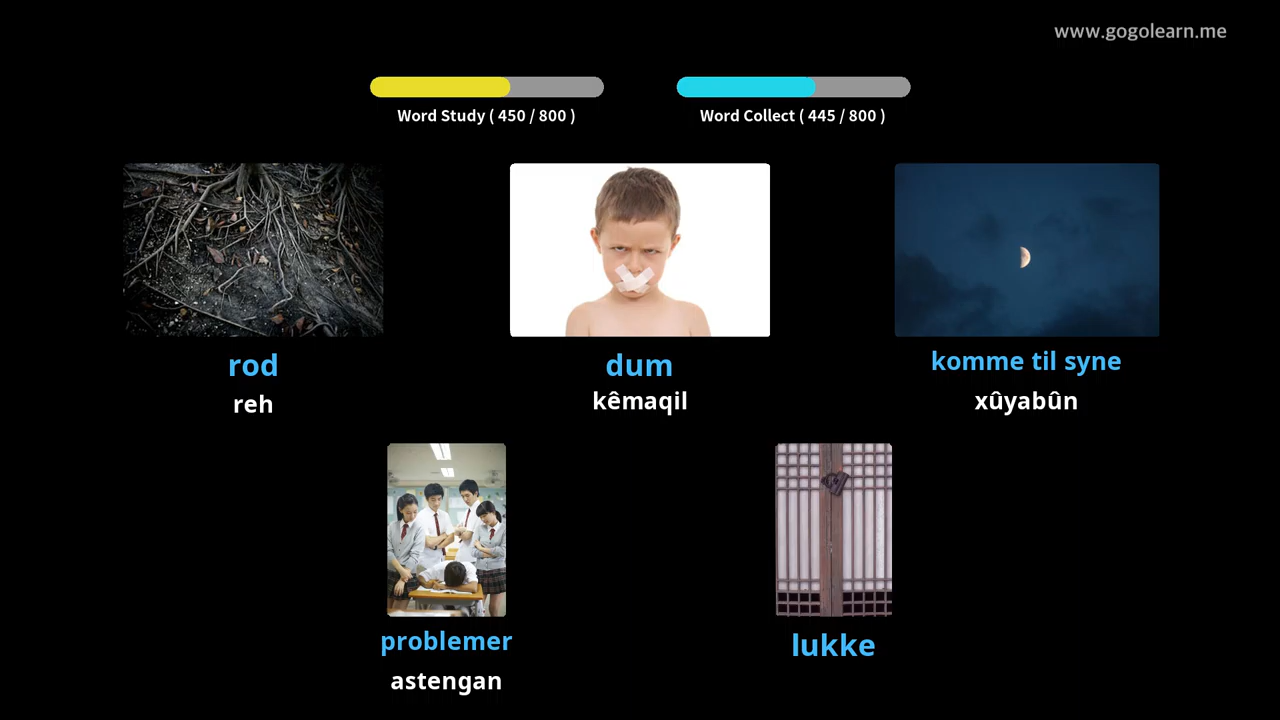 www.gogolearn.me
Word Study ( 450 / 800 )
Word Collect ( 445 / 800 )
rod
dum
komme til syne
reh
kêmaqil
xûyabûn
problemer
lukke
astengan